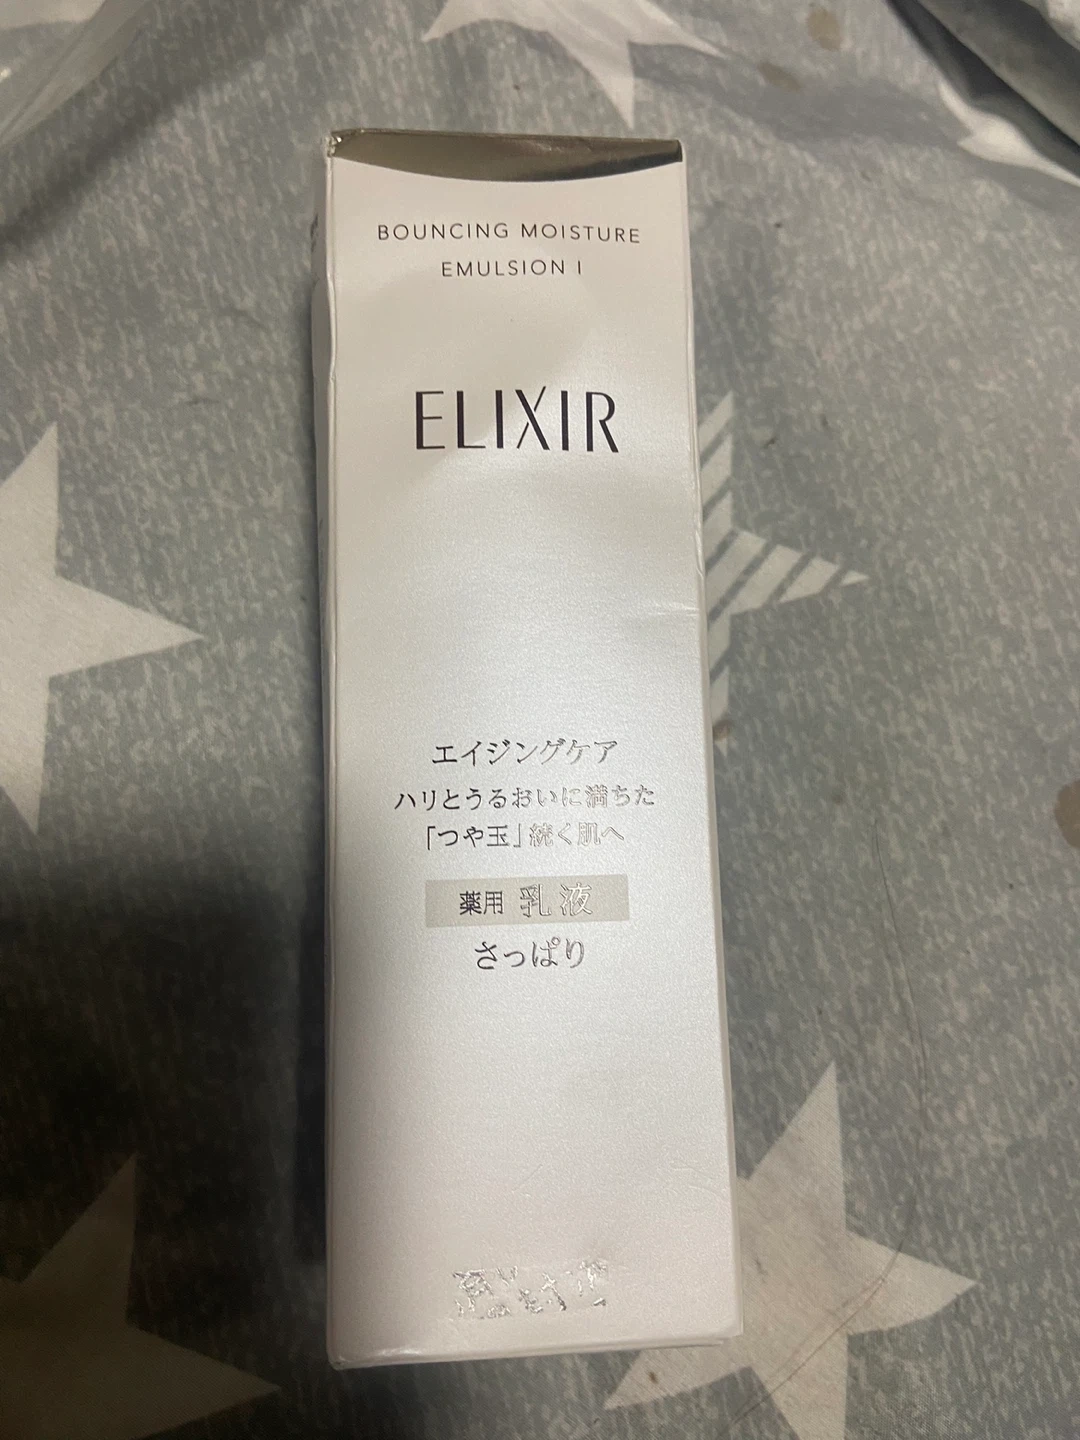 BOUNCING MOISTURE
EMULSION I
ELIXIR
エイジングケア
ハリとうるおいに満ちた
「つや玉」続く肌へ
薬用 乳液
さっぱり